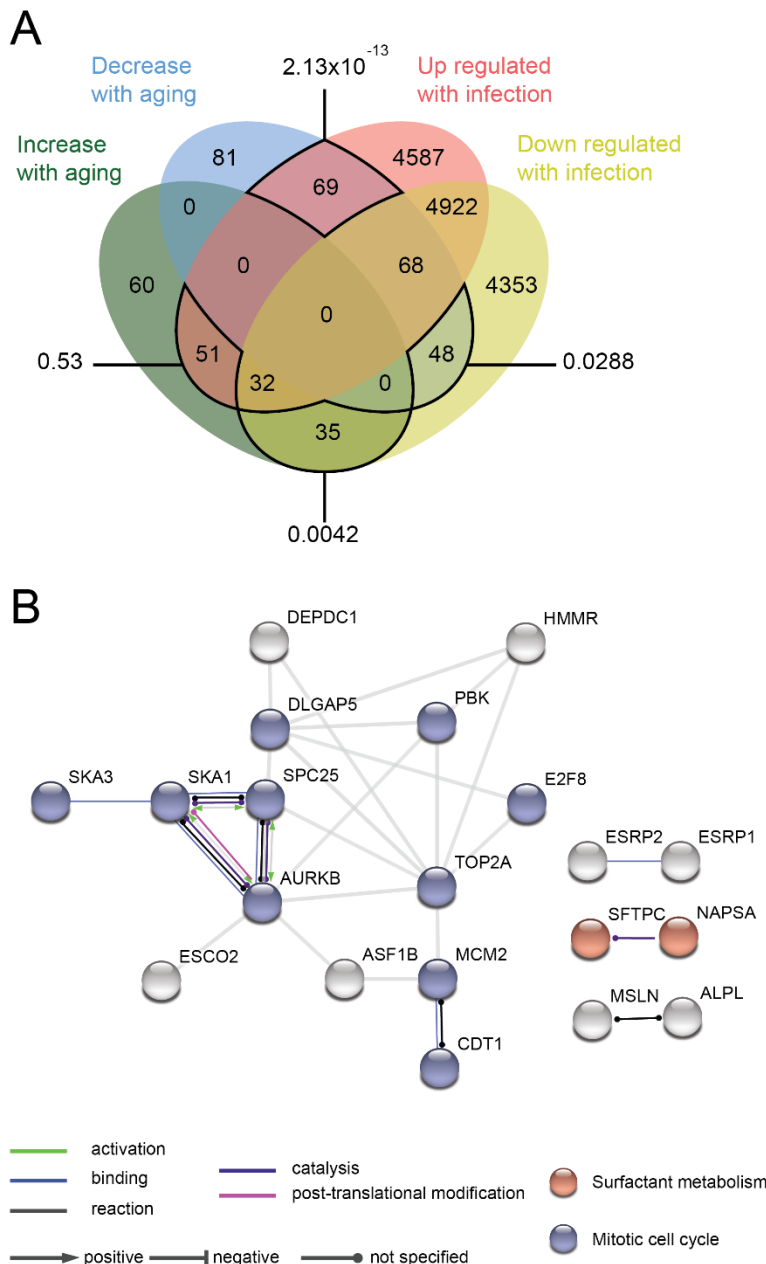 A
Decrease
with aging
2.13x10
-13
Up regulated
with infection
Increase
with aging
Down regulated
with infection
81
69
4587
0
4922
60
0
68
4353
0
0.53
51
48
0.0288
32
0
35
0.0042
B
DEPDC1
HMMR
DLGAP5
PBK
SKA3
SKA1
SPC25
E2F8
ESRP2
ESRP1
AURKB
TOP2A
SFTPC
NAPSA
ESCO2
ASF1B
MCM2
MSLN
ALPL
CDT1
activation
binding
reaction
catalysis
post-translational modification
Surfactant metabolism
Mitotic cell cycle
positive
negative
not specified